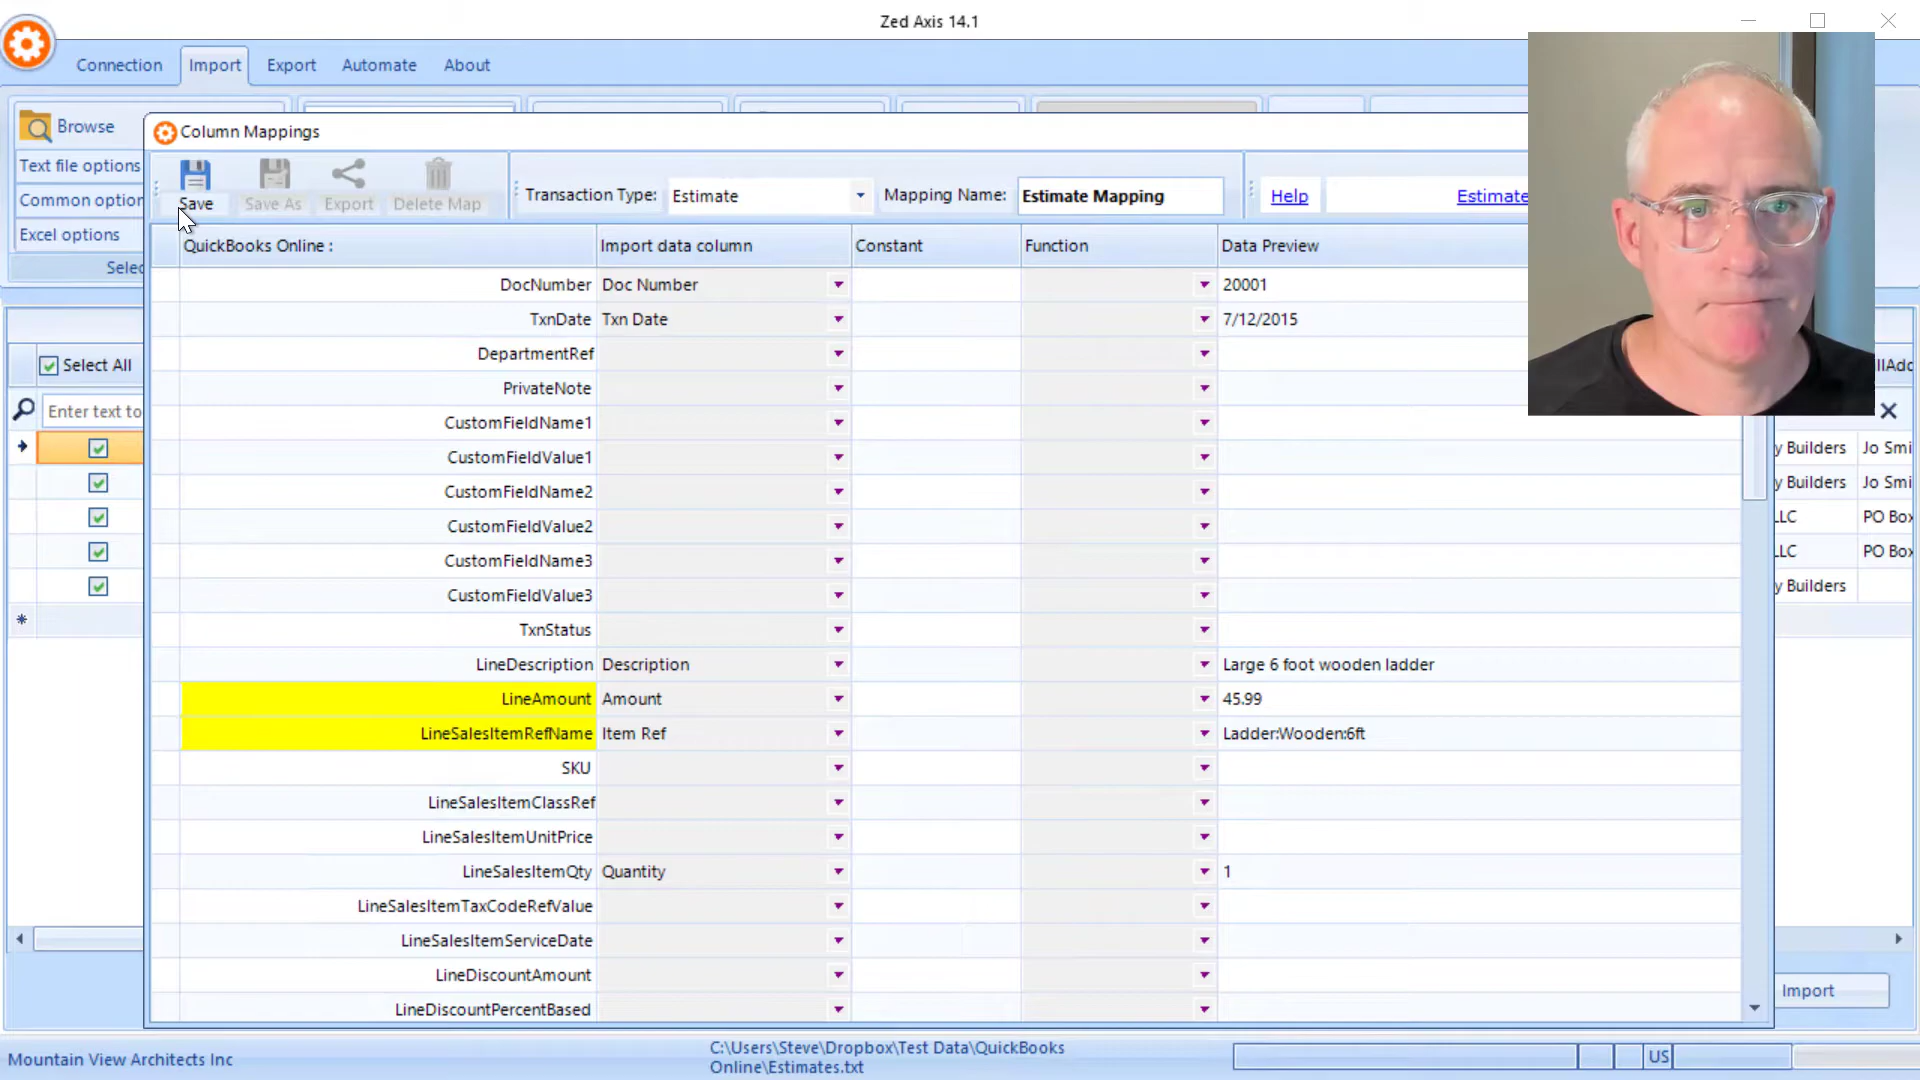 Zed Axis 14.1
Connection Import Export Automate About
Browse
Text file options
Common option
Excel options
Selec
Column Mappings
Save Save As Export Delete Map
Transaction Type: Estimate Mapping Name: Estimate Mapping Help Estimate
QuickBooks Online : Import data column Constant Function Data Preview
DocNumber Doc Number 20001
TxnDate Txn Date 7/12/2015
DepartmentRef
PrivateNote
CustomFieldName1
CustomFieldValue1
CustomFieldName2
CustomFieldValue2
CustomFieldName3
CustomFieldValue3
TxnStatus
LineDescription Description Large 6 foot wooden ladder
LineAmount Amount 45.99
LineSalesItemRefName Item Ref Ladder:Wooden:6ft
SKU
LineSalesItemClassRef
LineSalesItemUnitPrice
LineSalesItemQty Quantity 1
LineSalesItemTaxCodeRefValue
LineSalesItemServiceDate
LineDiscountAmount
LineDiscountPercentBased
Select All
Enter text to
llAdd
y Builders Jo Smi
y Builders Jo Smi
LLC PO Box
LLC PO Box
y Builders
Import
Mountain View Architects Inc
C:\Users\Steve\Dropbox\Test Data\QuickBooks
Online\Estimates.txt
US